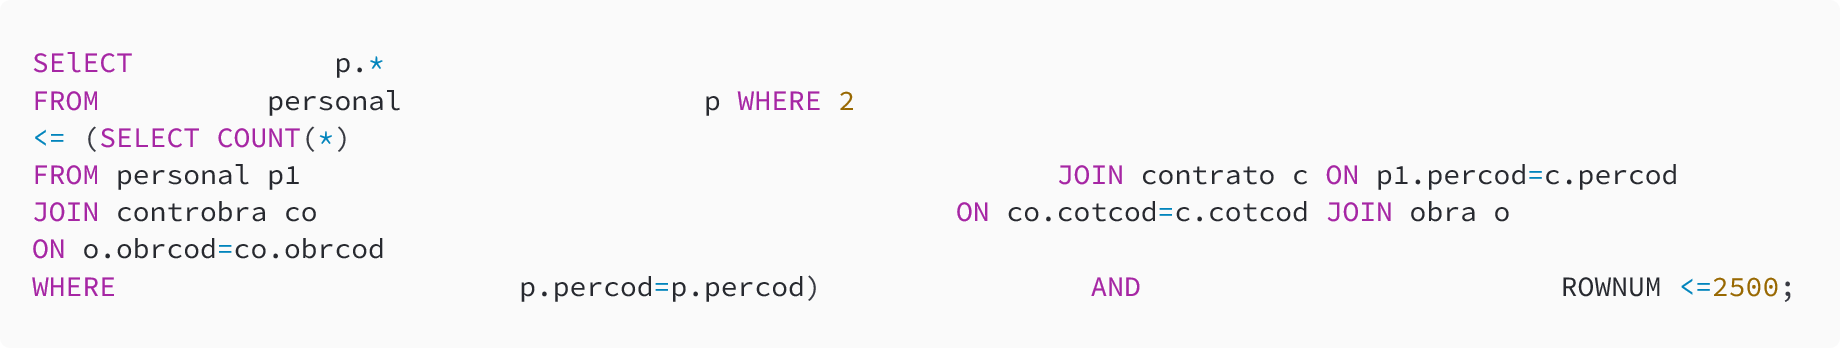 SElECT p.*
FROM personal p WHERE 2
<= (SELECT COUNT(*)
FROM personal p1 JOIN contrato c ON p1.percod=c.percod
JOIN controbra co ON co.cotcod=c.cotcod JOIN obra o
ON o.obrcod=co.obrcod
WHERE p.percod=p.percod) AND ROWNUM <=2500;